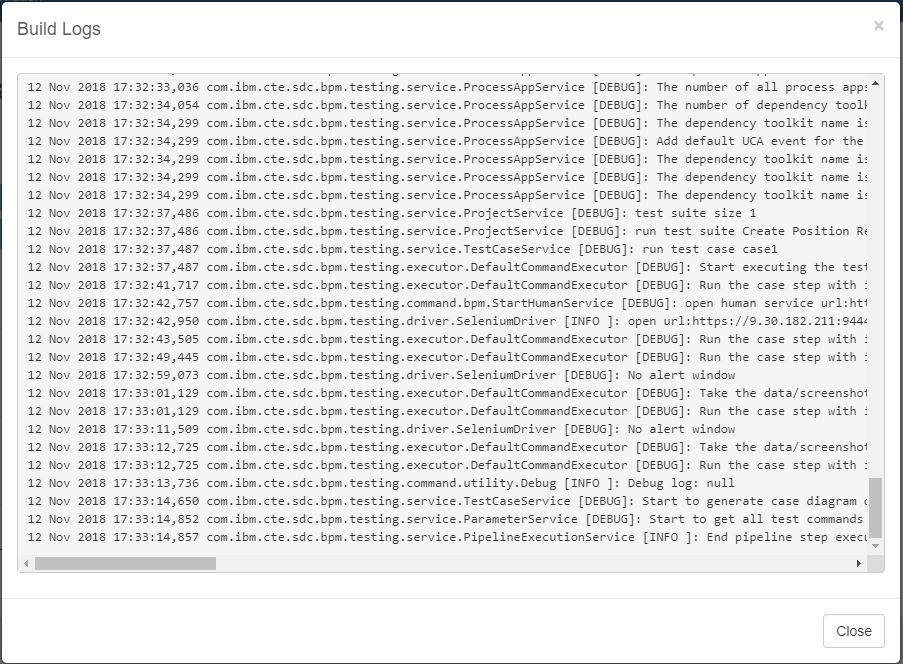 Build Logs ×
12 Nov 2018 17:32:33,036 com.ibm.cte.sdc.bpm.testing.service.ProcessAppService [DEBUG]: The number of all process apps
12 Nov 2018 17:32:34,054 com.ibm.cte.sdc.bpm.testing.service.ProcessAppService [DEBUG]: The number of dependency toolk
12 Nov 2018 17:32:34,299 com.ibm.cte.sdc.bpm.testing.service.ProcessAppService [DEBUG]: The dependency toolkit name is
12 Nov 2018 17:32:34,299 com.ibm.cte.sdc.bpm.testing.service.ProcessAppService [DEBUG]: Add default UCA event for the
12 Nov 2018 17:32:34,299 com.ibm.cte.sdc.bpm.testing.service.ProcessAppService [DEBUG]: The dependency toolkit name is
12 Nov 2018 17:32:34,299 com.ibm.cte.sdc.bpm.testing.service.ProcessAppService [DEBUG]: The dependency toolkit name is
12 Nov 2018 17:32:34,299 com.ibm.cte.sdc.bpm.testing.service.ProcessAppService [DEBUG]: The dependency toolkit name is
12 Nov 2018 17:32:37,486 com.ibm.cte.sdc.bpm.testing.service.ProjectService [DEBUG]: test suite size 1
12 Nov 2018 17:32:37,486 com.ibm.cte.sdc.bpm.testing.service.ProjectService [DEBUG]: run test suite Create Position Re
12 Nov 2018 17:32:37,487 com.ibm.cte.sdc.bpm.testing.service.TestCaseService [DEBUG]: run test case case1
12 Nov 2018 17:32:37,487 com.ibm.cte.sdc.bpm.testing.executor.DefaultCommandExecutor [DEBUG]: Start executing the test
12 Nov 2018 17:32:41,717 com.ibm.cte.sdc.bpm.testing.executor.DefaultCommandExecutor [DEBUG]: Run the case step with i
12 Nov 2018 17:32:42,757 com.ibm.cte.sdc.bpm.testing.command.bpm.StartHumanService [DEBUG]: open human service url:htt
12 Nov 2018 17:32:42,950 com.ibm.cte.sdc.bpm.testing.driver.SeleniumDriver [INFO ]: open url:https://9.30.182.211:9444
12 Nov 2018 17:32:43,505 com.ibm.cte.sdc.bpm.testing.executor.DefaultCommandExecutor [DEBUG]: Run the case step with i
12 Nov 2018 17:32:49,445 com.ibm.cte.sdc.bpm.testing.executor.DefaultCommandExecutor [DEBUG]: Run the case step with i
12 Nov 2018 17:32:59,073 com.ibm.cte.sdc.bpm.testing.driver.SeleniumDriver [DEBUG]: No alert window
12 Nov 2018 17:33:01,129 com.ibm.cte.sdc.bpm.testing.executor.DefaultCommandExecutor [DEBUG]: Take the data/screenshot
12 Nov 2018 17:33:01,129 com.ibm.cte.sdc.bpm.testing.executor.DefaultCommandExecutor [DEBUG]: Run the case step with i
12 Nov 2018 17:33:11,509 com.ibm.cte.sdc.bpm.testing.driver.SeleniumDriver [DEBUG]: No alert window
12 Nov 2018 17:33:12,725 com.ibm.cte.sdc.bpm.testing.executor.DefaultCommandExecutor [DEBUG]: Take the data/screenshot
12 Nov 2018 17:33:12,725 com.ibm.cte.sdc.bpm.testing.executor.DefaultCommandExecutor [DEBUG]: Run the case step with i
12 Nov 2018 17:33:13,736 com.ibm.cte.sdc.bpm.testing.command.utility.Debug [INFO ]: Debug log: null
12 Nov 2018 17:33:14,650 com.ibm.cte.sdc.bpm.testing.service.TestCaseService [DEBUG]: Start to generate case diagram
12 Nov 2018 17:33:14,852 com.ibm.cte.sdc.bpm.testing.service.ParameterService [DEBUG]: Start to get all test commands
12 Nov 2018 17:33:14,857 com.ibm.cte.sdc.bpm.testing.service.PipelineExecutionService [INFO ]: End pipeline step execu
Close